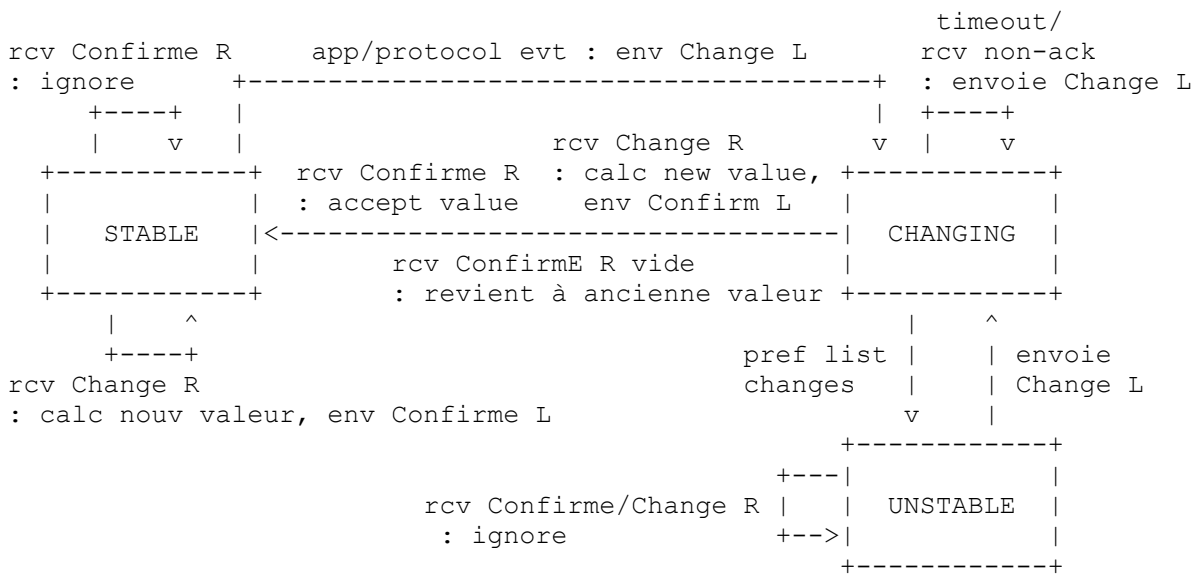 timeout/
rcv Confirme R app/protocol evt : env Change L rcv non-ack
: ignore : envoie Change L
rcv Change R
rcv Confirme R : calc new value,
: accept value env Confirm L
STABLE CHANGING
rcv ConfirmE R vide
: revient à ancienne valeur
pref list envoie
rcv Change R changes Change L
: calc nouv valeur, env Confirme L
rcv Confirme/Change R UNSTABLE
: ignore